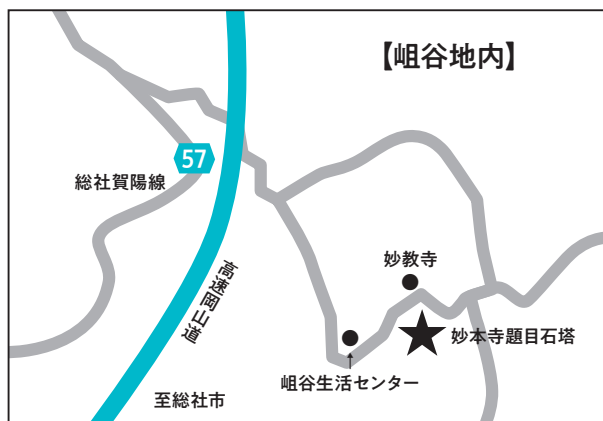 【岨谷地内】
57
総社賀陽線
高速岡山道
妙教寺
妙本寺題目石塔
岨谷生活センター
至総社市